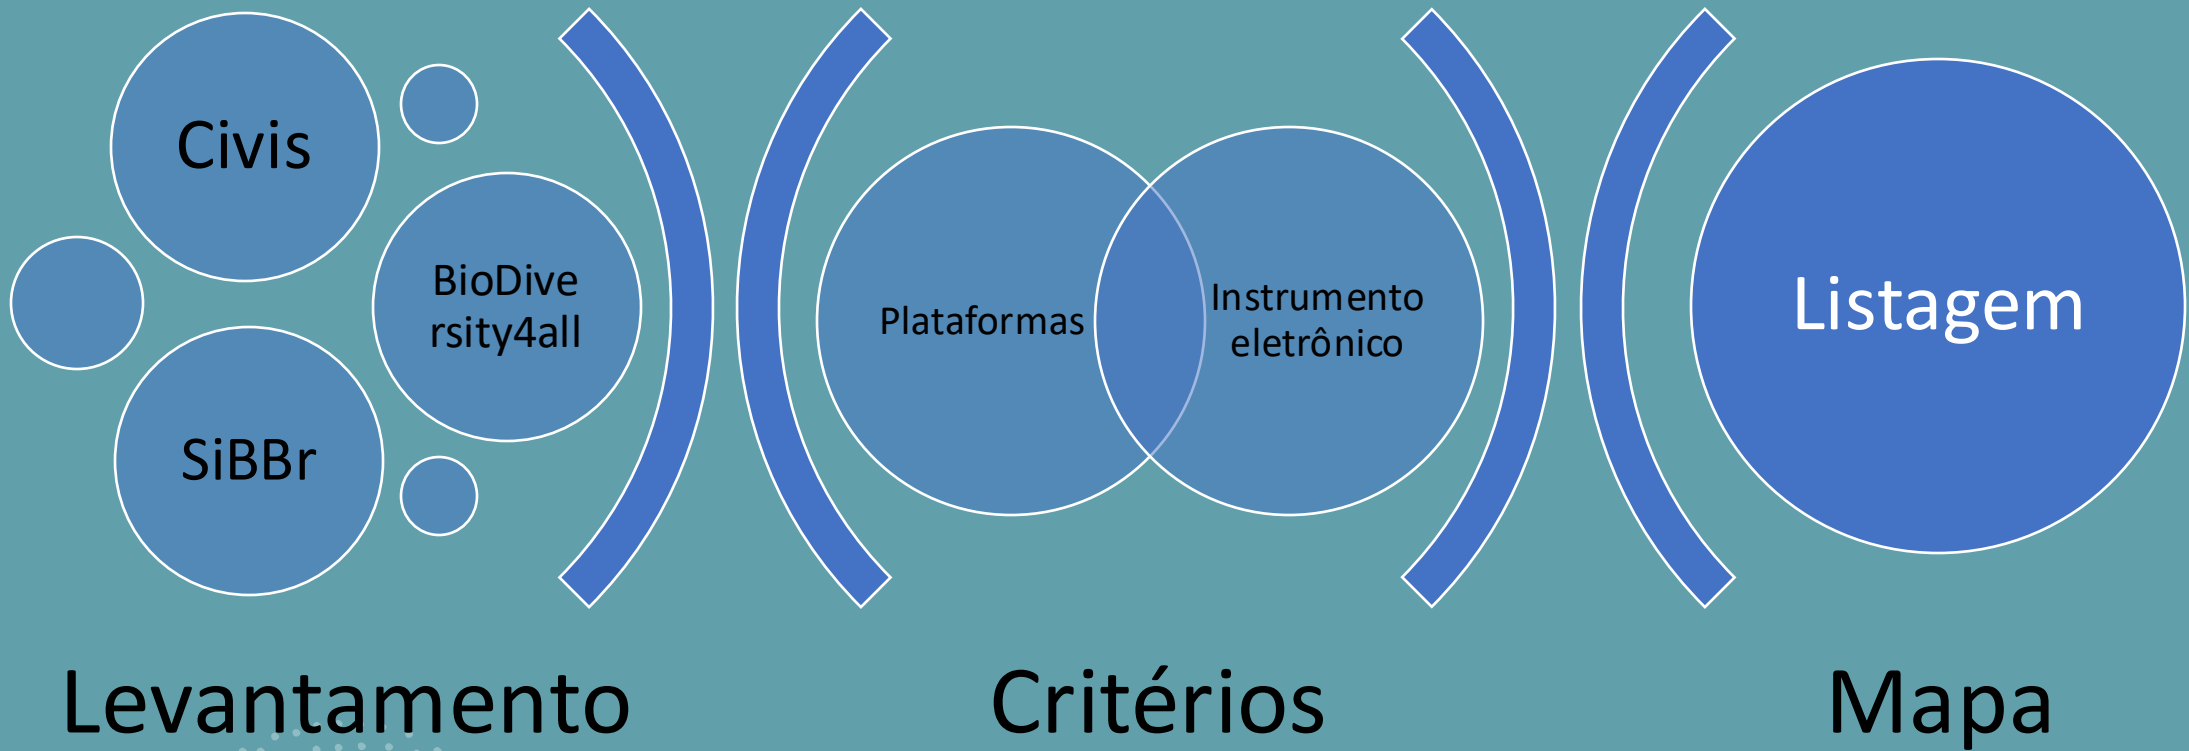 Civis
BioDive
rsity4all
SiBBr
Plataformas
Instrumento
eletrônico
Listagem
Levantamento
Critérios
Mapa